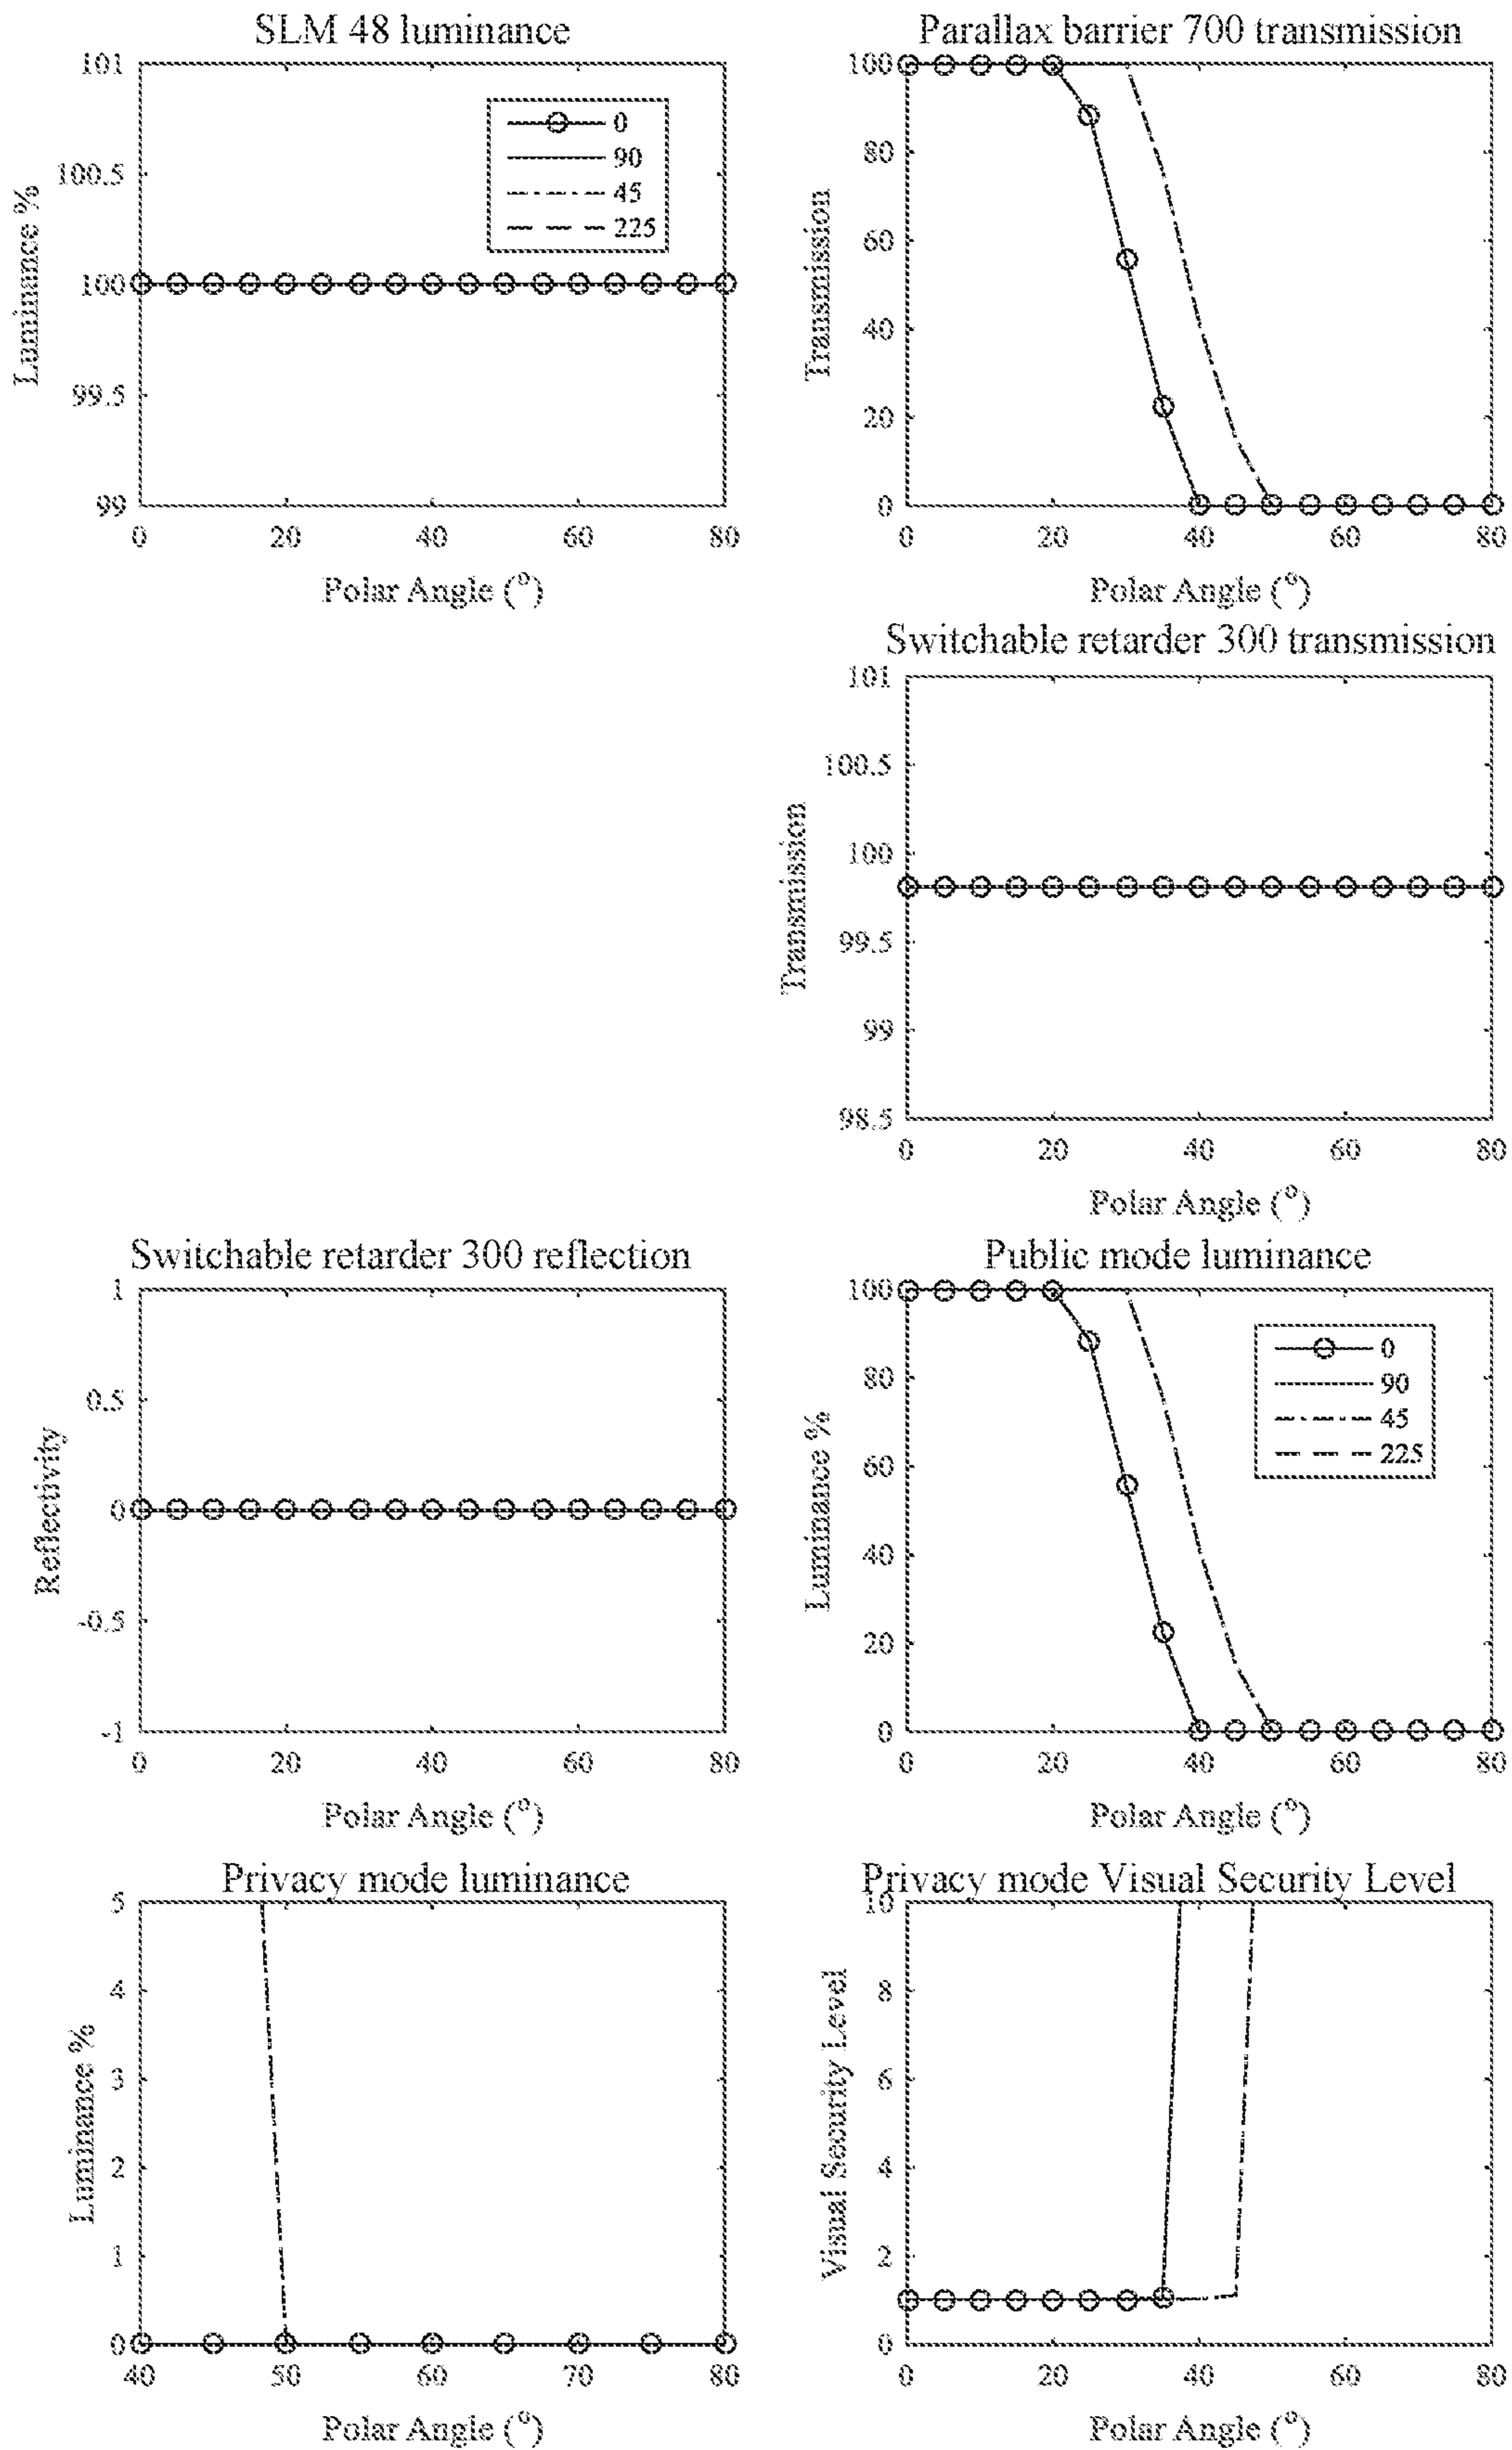 SLM 48 luminance
101
100.5
100
99.5
99
Luminance %
0
90
45
225
0 20 40 60 80
Polar Angle (°)
Parallax barrier 700 transmission
100
80
60
40
20
0
Transmission
0 20 40 60 80
Polar Angle (°)
Switchable retarder 300 transmission
101
100.5
100
99.5
99
98.5
Transmission
0 20 40 60 80
Polar Angle (°)
Switchable retarder 300 reflection
1
0.5
0
-0.5
-1
Reflectivity
0 20 40 60 80
Polar Angle (°)
Public mode luminance
100
80
60
40
20
0
Luminance %
0
90
45
225
0 20 40 60 80
Polar Angle (°)
Privacy mode luminance
5
4
3
2
1
0
Luminance %
40 50 60 70 80
Polar Angle (°)
Privacy mode Visual Security Level
10
8
6
4
2
0
Visual Security Level
0 20 40 60 80
Polar Angle (°)